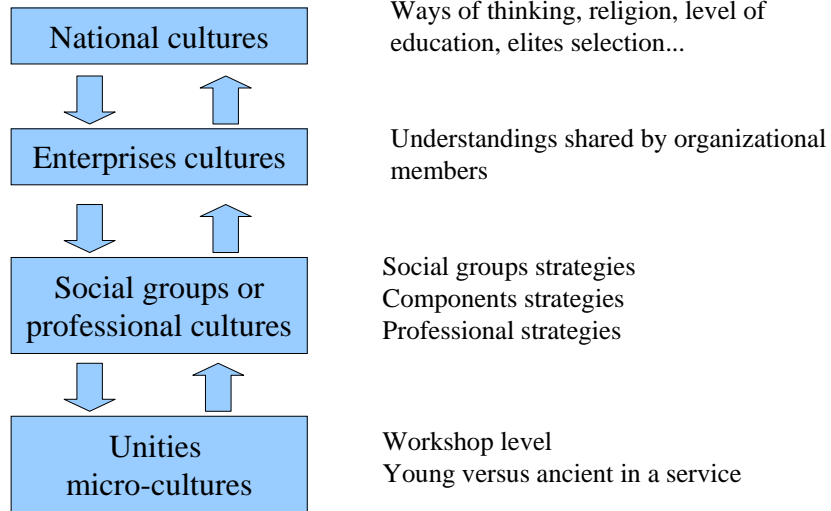 National cultures
Ways of thinking, religion, level of
education, elites selection...
Enterprises cultures
Understandings shared by organizational
members
Social groups or
professional cultures
Social groups strategies
Components strategies
Professional strategies
Unities
micro-cultures
Workshop level
Young versus ancient in a service